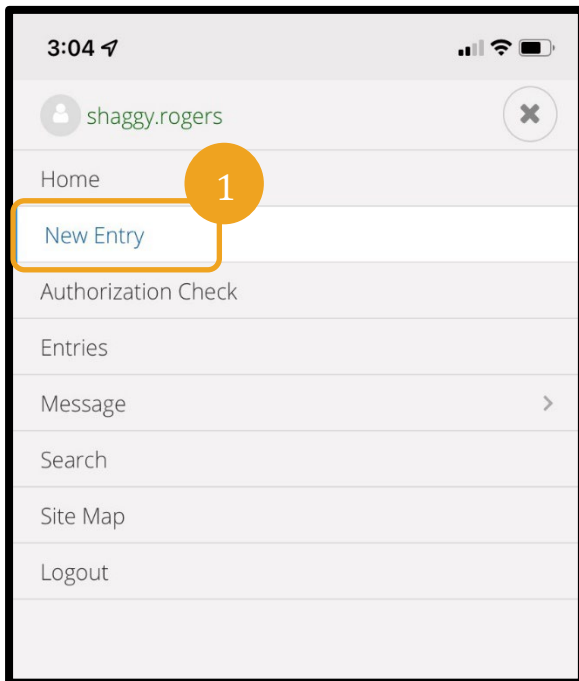 3:04
shaggy.rogers
Home
1
New Entry
Authorization Check
Entries
Message
Search
Site Map
Logout